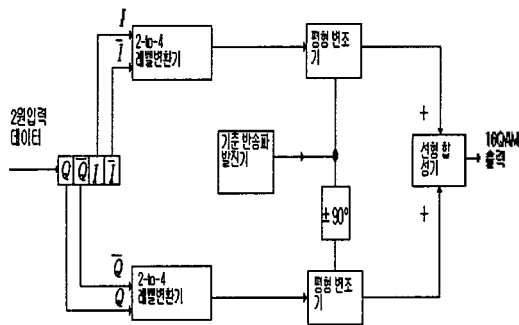 I
I̅
2-to-4
레벨변환기
평형 변조
기
2원입력
데이터
Q Q̅ I I̅
기준 반송파
발진기
+
선형 합
성기
16QAM
출력
+
±90°
Q̅
Q
2-to-4
레벨변환기
평형 변조
기